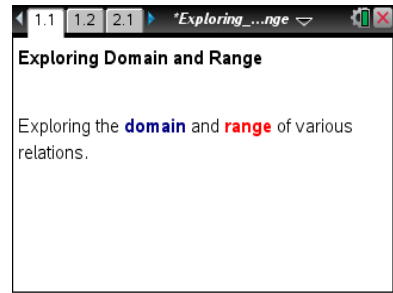 1.1 1.2 2.1 *Exploring_...nge
Exploring Domain and Range
Exploring the domain and range of various
relations.